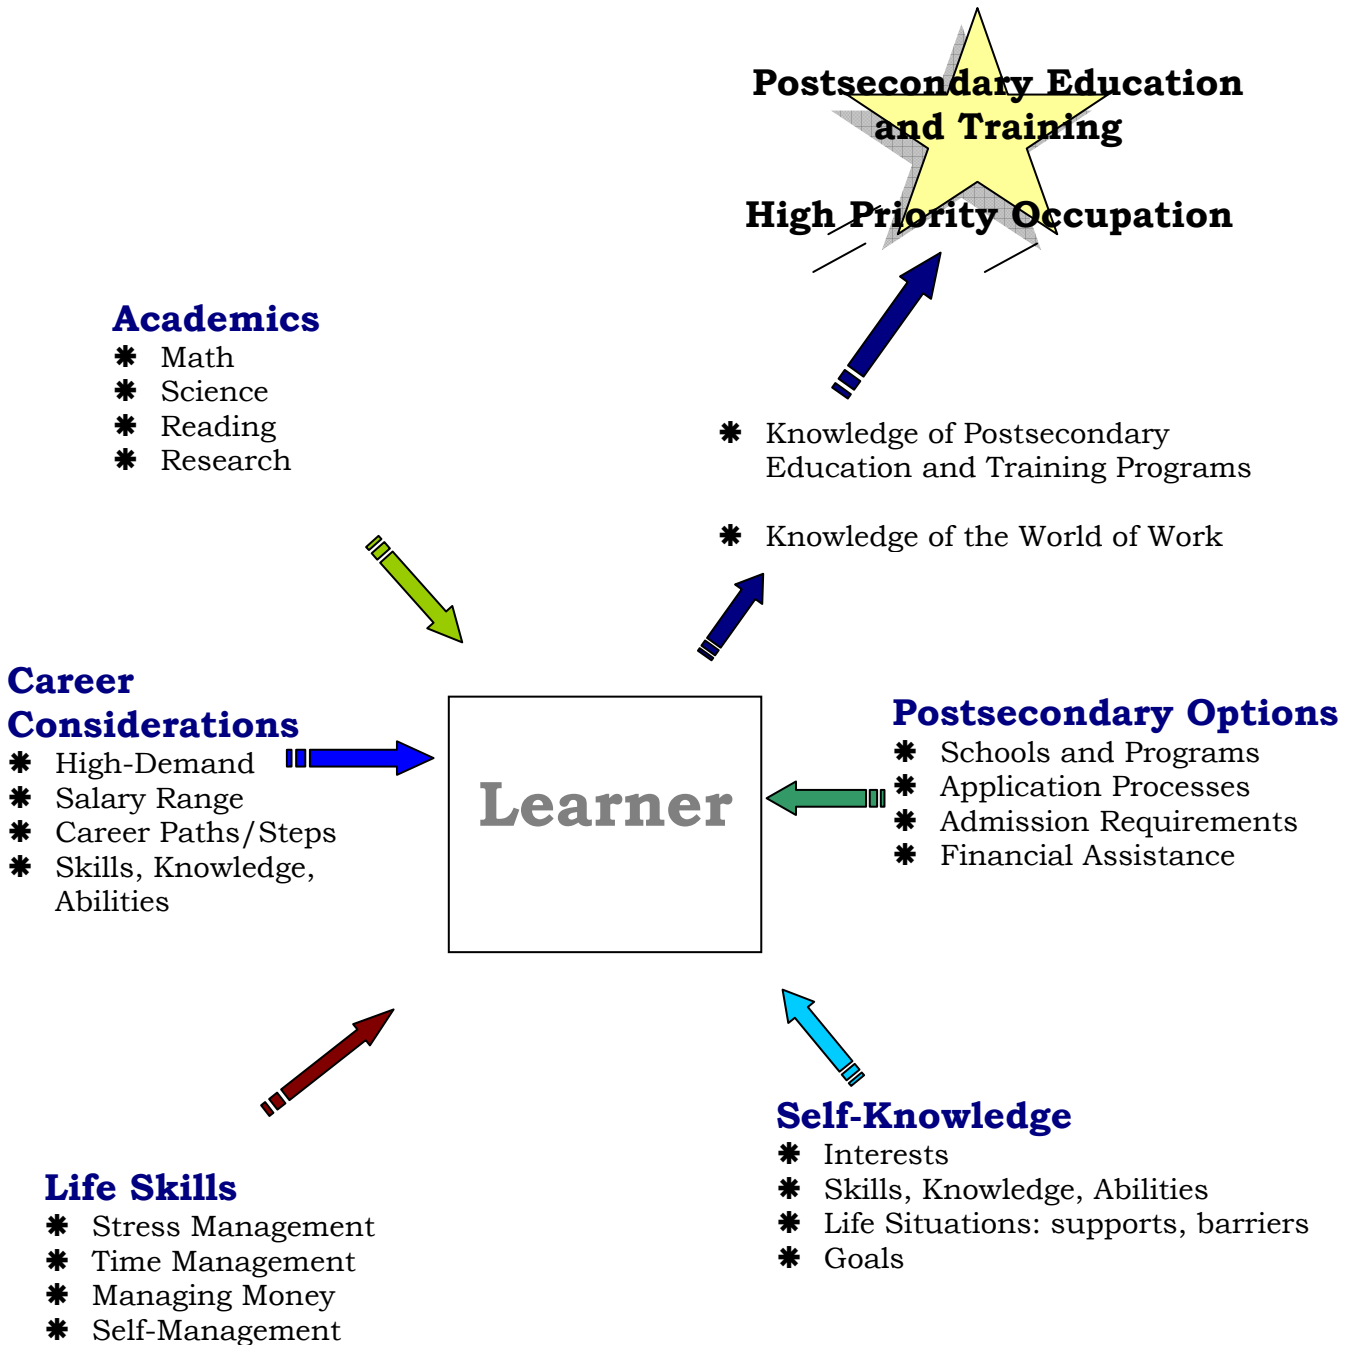 Postsecondary Education
and Training
High Priority Occupation
Academics
✱ Math
✱ Science
✱ Reading
✱ Research
✱ Knowledge of Postsecondary
Education and Training Programs
✱ Knowledge of the World of Work
Career
Considerations
✱ High-Demand
✱ Salary Range
✱ Career Paths/Steps
✱ Skills, Knowledge,
Abilities
Learner
Postsecondary Options
✱ Schools and Programs
✱ Application Processes
✱ Admission Requirements
✱ Financial Assistance
Life Skills
✱ Stress Management
✱ Time Management
✱ Managing Money
✱ Self-Management
Self-Knowledge
✱ Interests
✱ Skills, Knowledge, Abilities
✱ Life Situations: supports, barriers
✱ Goals